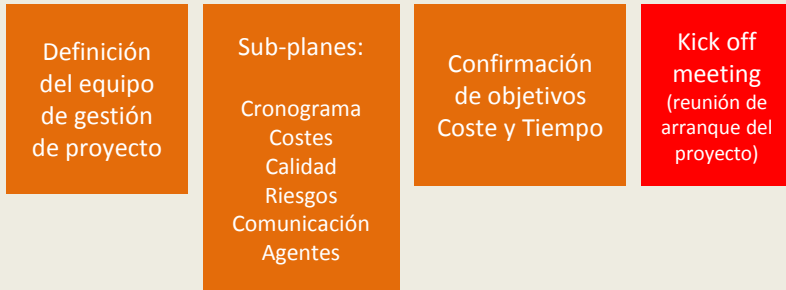 Definición
del equipo
de gestión
de proyecto
Sub-planes:
Cronograma
Costes
Calidad
Riesgos
Comunicación
Agentes
Confirmación
de objetivos
Coste y Tiempo
Kick off
meeting
(reunión de
arranque del
proyecto)